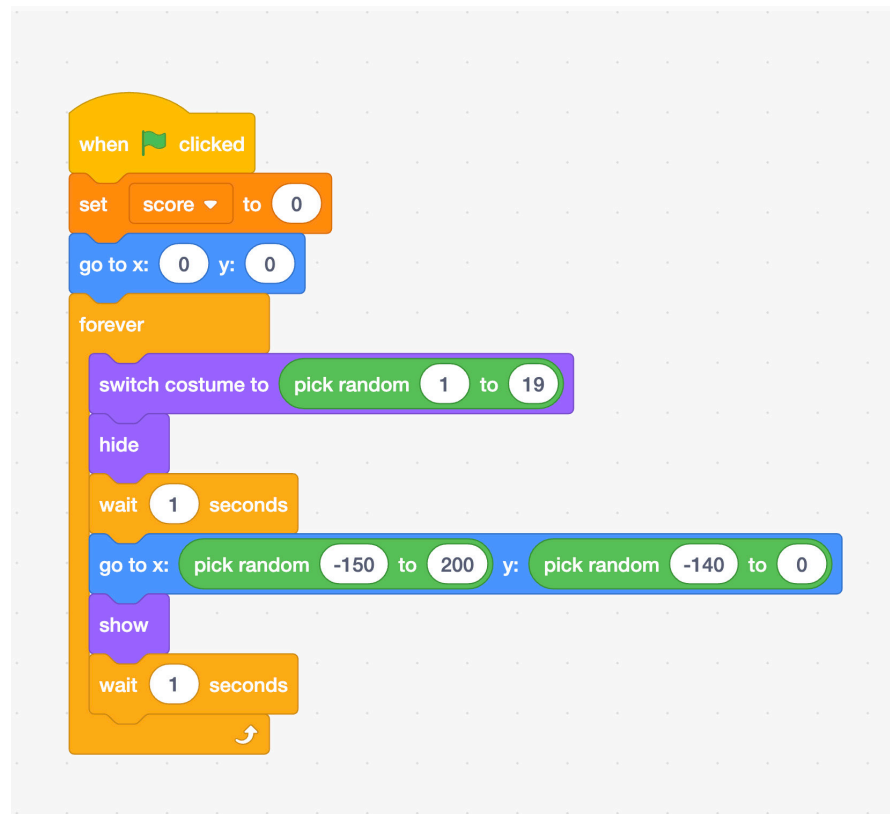 when clicked
set score to 0
go to x: 0 y: 0
forever
switch costume to pick random 1 to 19
hide
wait 1 seconds
go to x: pick random -150 to 200 y: pick random -140 to 0
show
wait 1 seconds